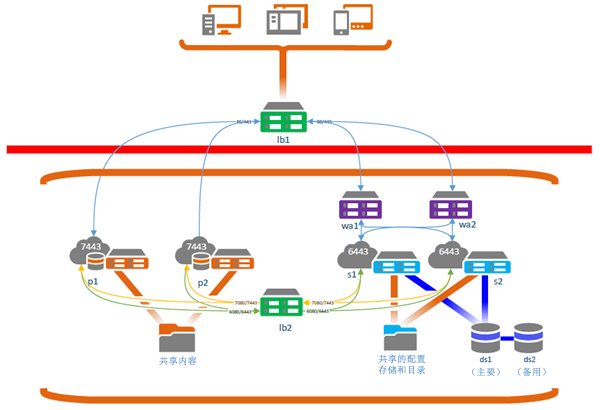 80/443
80/443
lb1
wa1
wa2
7443
7443
6443
6443
p1
p2
s1
s2
7080/7443
7080/7443
6080/6443
6080/6443
lb2
共享内容
共享的配置
存储和目录
ds1
(主要)
ds2
(备用)